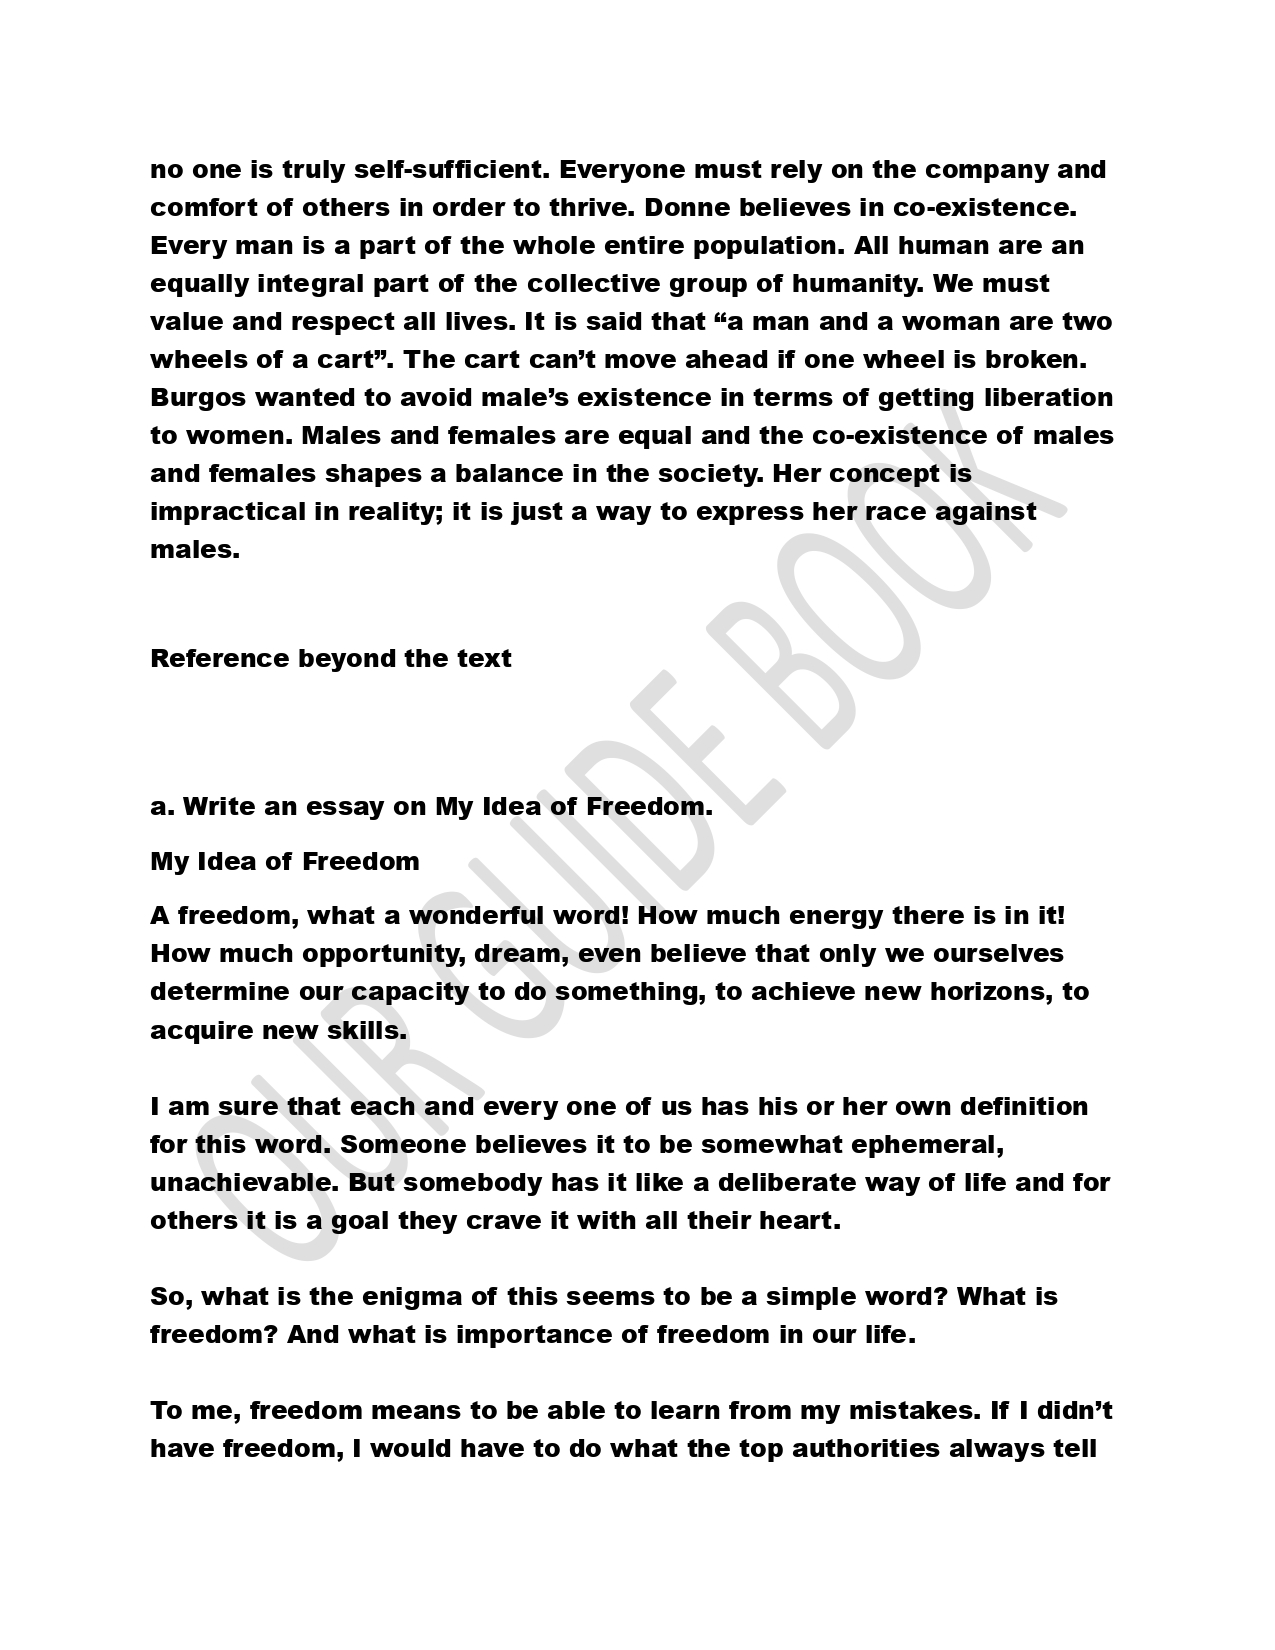 no one is truly self-sufficient. Everyone must rely on the company and
comfort of others in order to thrive. Donne believes in co-existence.
Every man is a part of the whole entire population. All human are an
equally integral part of the collective group of humanity. We must
value and respect all lives. It is said that “a man and a woman are two
wheels of a cart”. The cart can’t move ahead if one wheel is broken.
Burgos wanted to avoid male’s existence in terms of getting liberation
to women. Males and females are equal and the co-existence of males
and females shapes a balance in the society. Her concept is
impractical in reality; it is just a way to express her race against
males.
Reference beyond the text
a. Write an essay on My Idea of Freedom.
My Idea of Freedom
A freedom, what a wonderful word! How much energy there is in it!
How much opportunity, dream, even believe that only we ourselves
determine our capacity to do something, to achieve new horizons, to
acquire new skills.
I am sure that each and every one of us has his or her own definition
for this word. Someone believes it to be somewhat ephemeral,
unachievable. But somebody has it like a deliberate way of life and for
others it is a goal they crave it with all their heart.
So, what is the enigma of this seems to be a simple word? What is
freedom? And what is importance of freedom in our life.
To me, freedom means to be able to learn from my mistakes. If I didn’t
have freedom, I would have to do what the top authorities always tell
OUR GUIDE BOOK